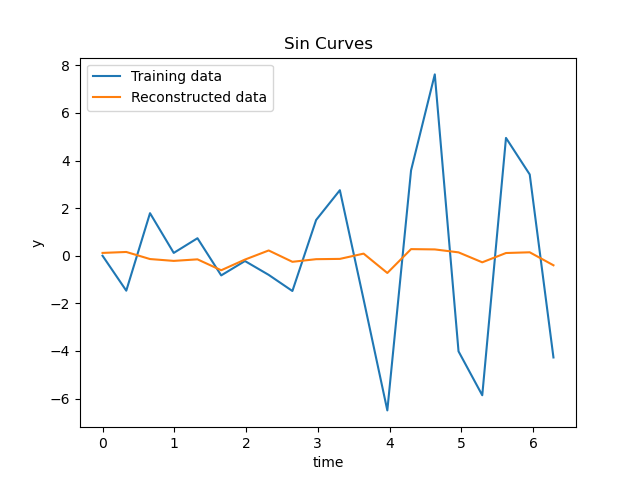 Sin Curves
Training data
Reconstructed data
8
6
4
2
0
−2
−4
−6
y
0 1 2 3 4 5 6
time